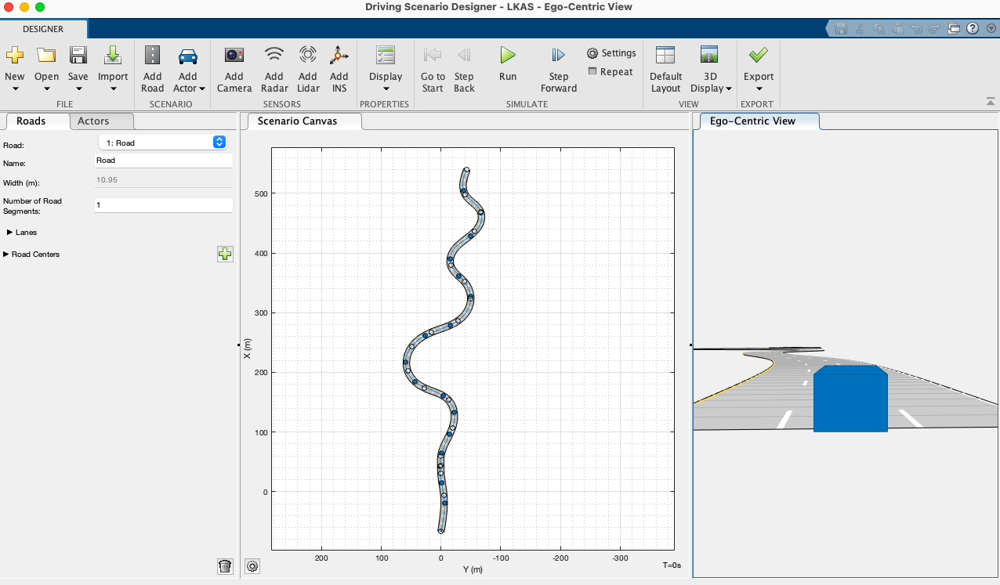 Driving Scenario Designer - LKAS - Ego-Centric View
DESIGNER
New
Open
Save
Import
FILE
Add Road
Add Actor
SCENARIO
Add Camera
Add Radar
Add Lidar
Add INS
SENSORS
Display
PROPERTIES
Go to Start
Step Back
Run
Step Forward
Settings
Repeat
SIMULATE
Default Layout
3D Display
VIEW
Export
EXPORT
Roads
Actors
Road:
1: Road
Name:
Road
Width (m):
10.95
Number of Road
Segments:
1
Lanes
Road Centers
Scenario Canvas
X (m)
500
400
300
200
100
0
200
100
0
-100
-200
-300
Y (m)
T=0s
Ego-Centric View